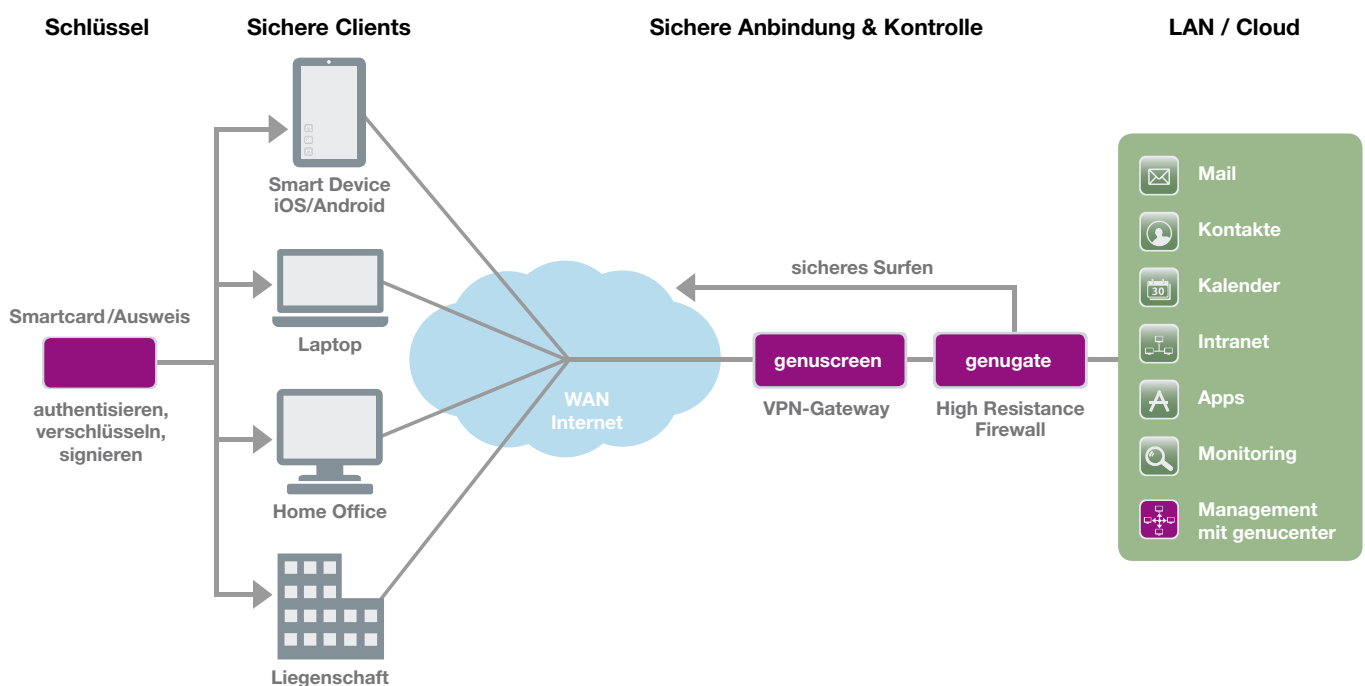 Schlüssel
Sichere Clients
Sichere Anbindung & Kontrolle
LAN / Cloud
Smartcard/Ausweis
authentisieren,
verschlüsseln,
signieren
Smart Device
iOS/Android
Laptop
Home Office
Liegenschaft
WAN
Internet
sicheres Surfen
genuscreen
VPN-Gateway
genugate
High Resistance
Firewall
Mail
Kontakte
30
Kalender
Intranet
Apps
Monitoring
Management
mit genucenter